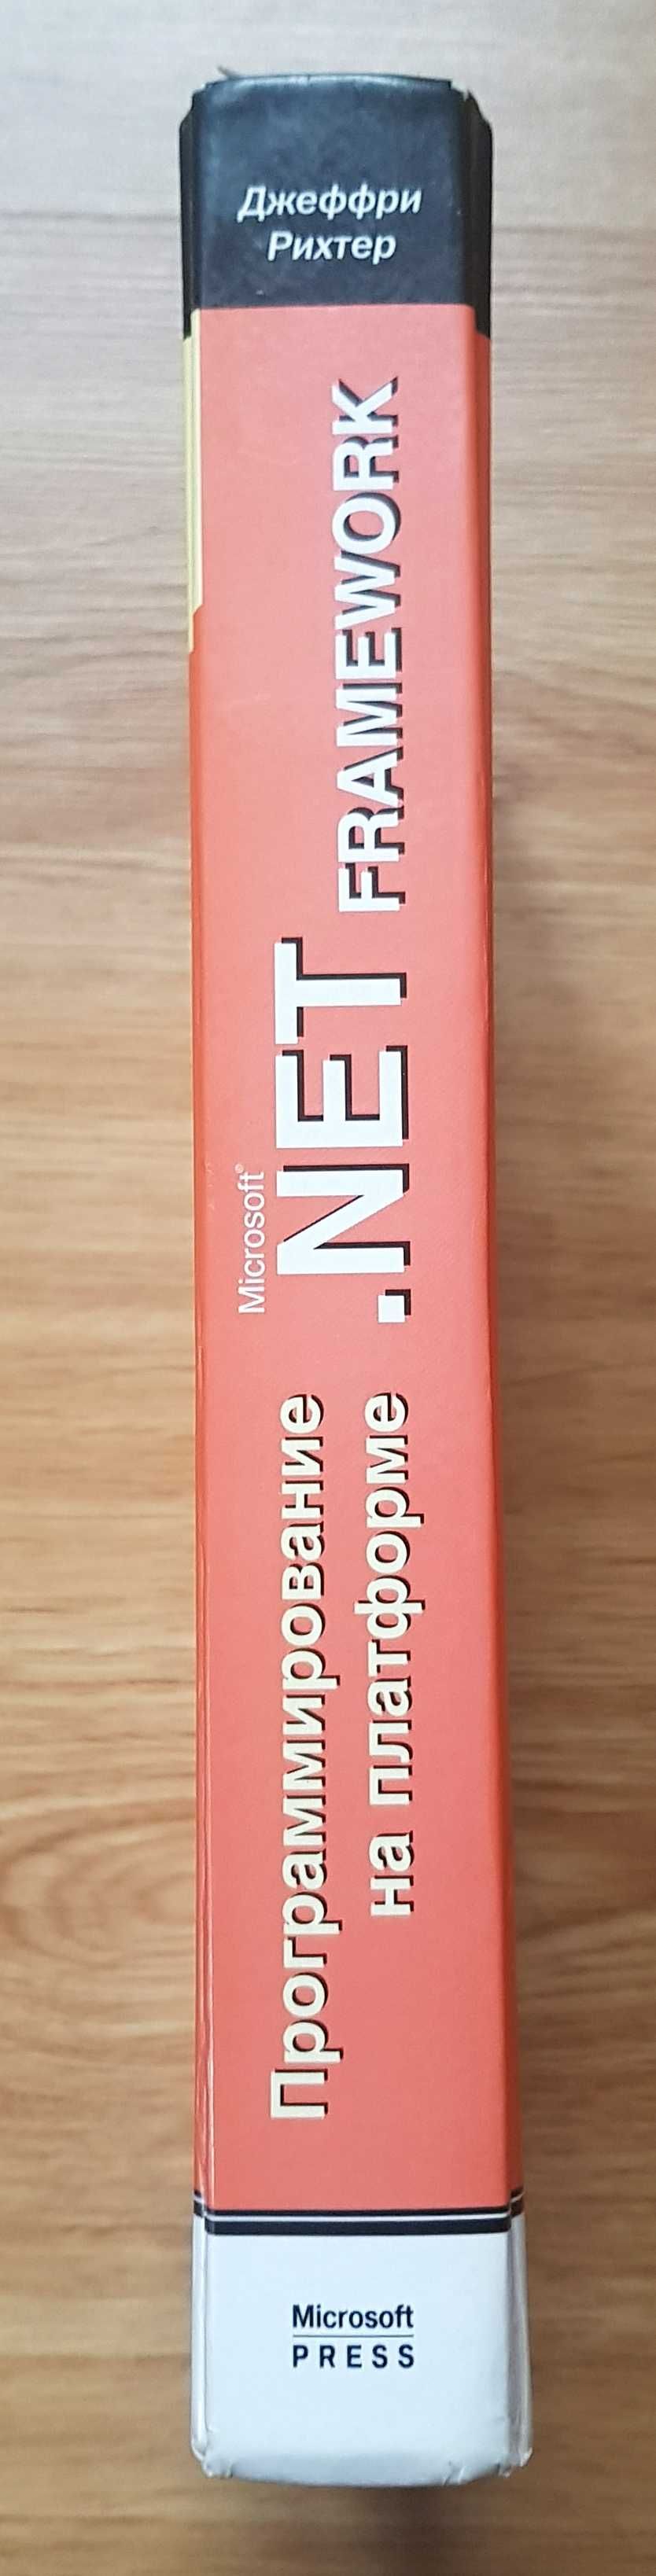 Джеффри
Рихтер
Программирование
на платформе
Microsoft®
.NET FRAMEWORK
Microsoft
PRESS